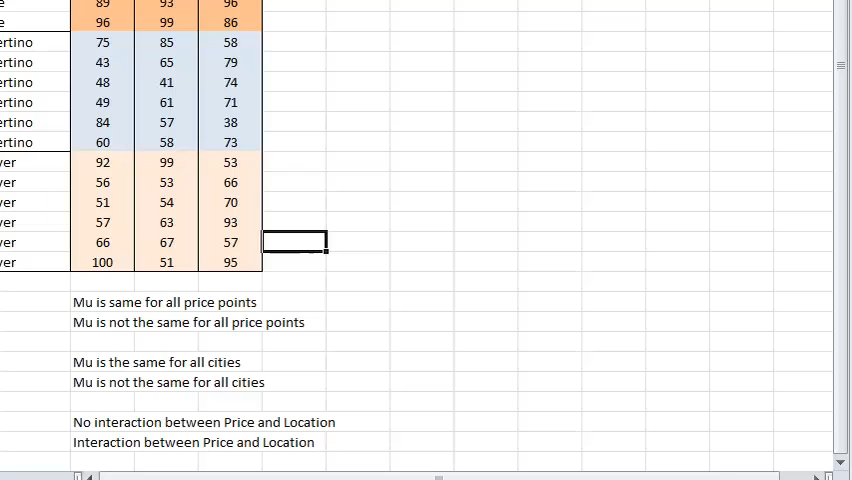 e 89 93 96
e 96 99 86
ertino 75 85 58
ertino 43 65 79
ertino 48 41 74
ertino 49 61 71
ertino 84 57 38
ertino 60 58 73
ver 92 99 53
ver 56 53 66
ver 51 54 70
ver 57 63 93
ver 66 67 57
ver 100 51 95
Mu is same for all price points
Mu is not the same for all price points
Mu is the same for all cities
Mu is not the same for all cities
No interaction between Price and Location
Interaction between Price and Location